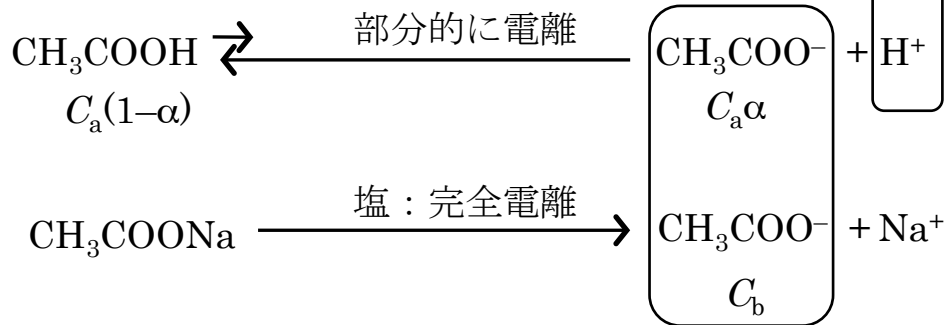 部分的に電離
CH₃COOH ⇄ CH₃COO⁻ + H⁺
Cₐ(1–α) Cₐα
塩：完全電離
CH₃COONa → CH₃COO⁻ + Na⁺
C_b